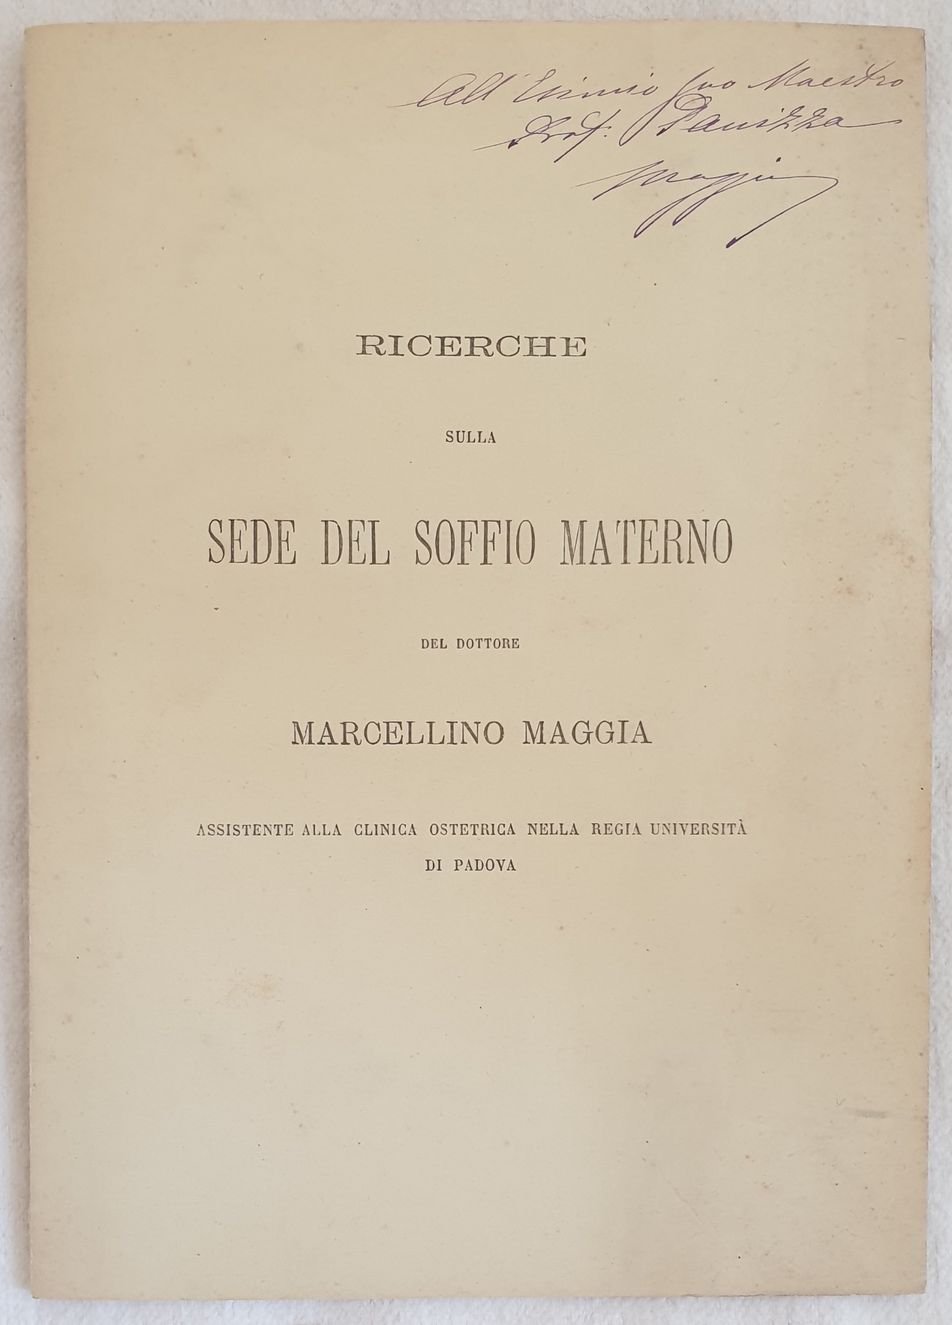 All' Esimio suo Maestro
Prof: Panizza
Maggia
RICERCHE
SULLA
SEDE DEL SOFFIO MATERNO
DEL DOTTORE
MARCELLINO MAGGIA
ASSISTENTE ALLA CLINICA OSTETRICA NELLA REGIA UNIVERSITÀ
DI PADOVA